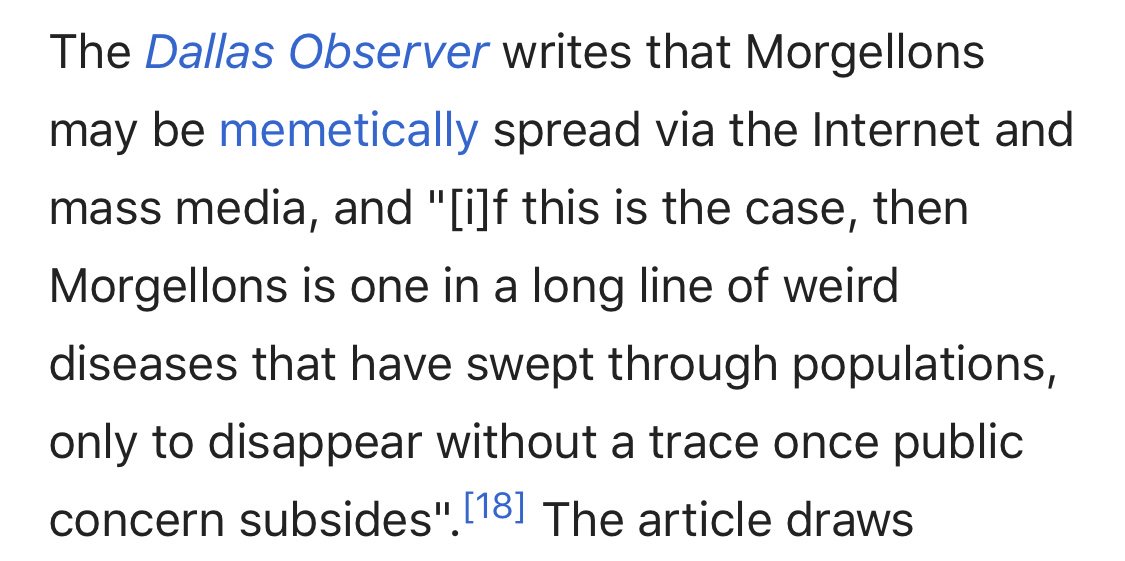 The Dallas Observer writes that Morgellons
may be memetically spread via the Internet and
mass media, and "[i]f this is the case, then
Morgellons is one in a long line of weird
diseases that have swept through populations,
only to disappear without a trace once public
concern subsides".[18] The article draws